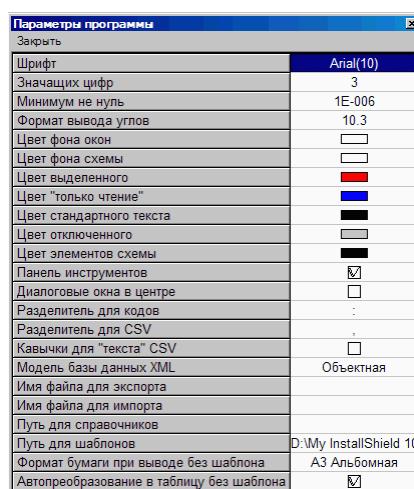 Параметры программы
Закрыть
Шрифт Arial(10)
Значащих цифр 3
Минимум не нуль 1E-006
Формат вывода углов 10.3
Цвет фона окон
Цвет фона схемы
Цвет выделенного
Цвет "только чтение"
Цвет стандартного текста
Цвет отключенного
Цвет элементов схемы
Панель инструментов
Диалоговые окна в центре
Разделитель для кодов :
Разделитель для CSV ,
Кавычки для "текста" CSV
Модель базы данных XML Объектная
Имя файла для экспорта
Имя файла для импорта
Путь для справочников
Путь для шаблонов D:\My InstallShield 10
Формат бумаги при выводе без шаблона А3 Альбомная
Автопреобразование в таблицу без шаблона